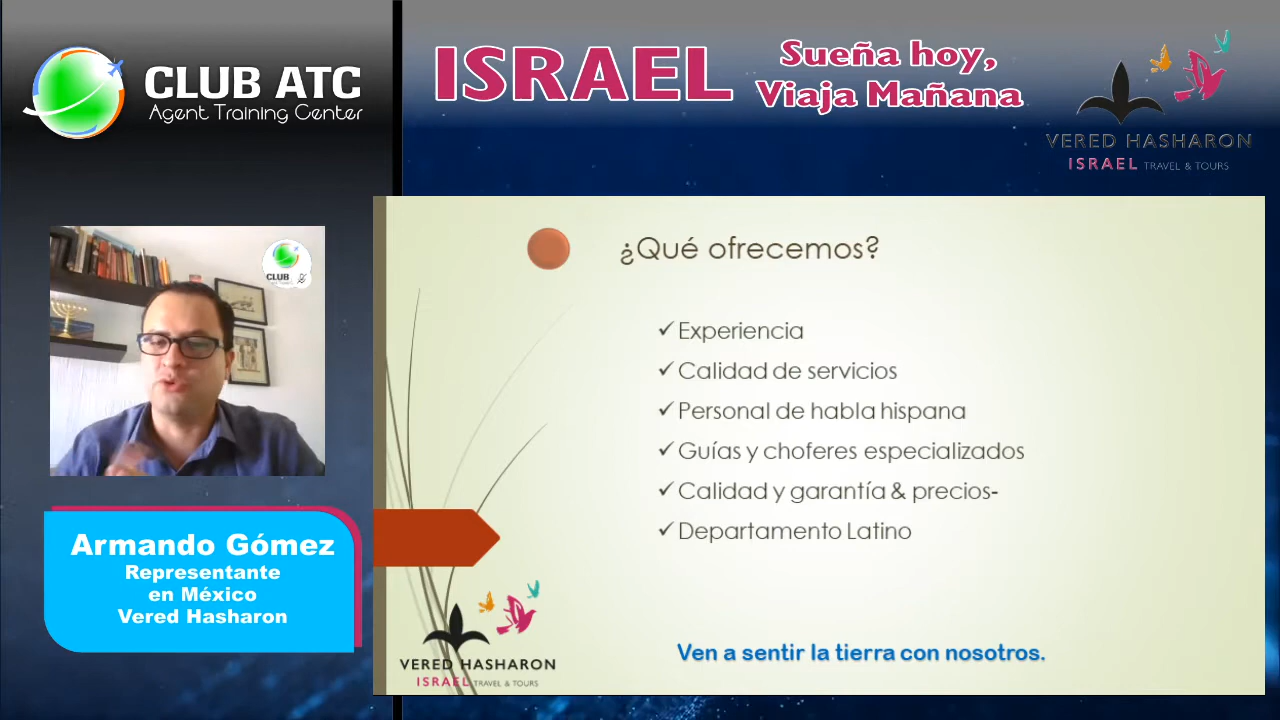 CLUB ATC
Agent Training Center
ISRAEL
Sueña hoy,
Viaja Mañana
VERED HASHARON
ISRAEL TRAVEL & TOURS
CLUB
¿Qué ofrecemos?
✓Experiencia
✓Calidad de servicios
✓Personal de habla hispana
✓Guías y choferes especializados
✓Calidad y garantía & precios-
✓Departamento Latino
Armando Gómez
Representante
en México
Vered Hasharon
VERED HASHARON
ISRAEL TRAVEL & TOURS
Ven a sentir la tierra con nosotros.